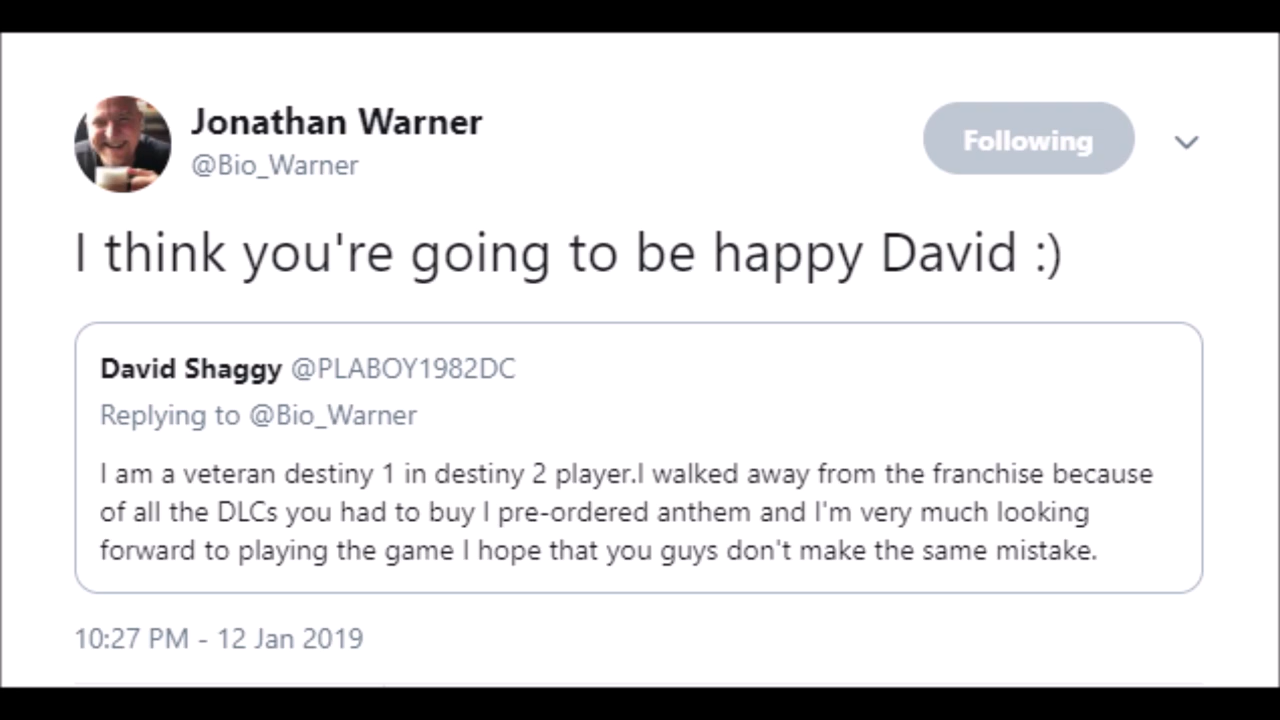 Jonathan Warner
@Bio_Warner
Following
I think you're going to be happy David :)
David Shaggy @PLABOY1982DC
Replying to @Bio_Warner
I am a veteran destiny 1 in destiny 2 player.I walked away from the franchise because
of all the DLCs you had to buy I pre-ordered anthem and I'm very much looking
forward to playing the game I hope that you guys don't make the same mistake.
10:27 PM - 12 Jan 2019